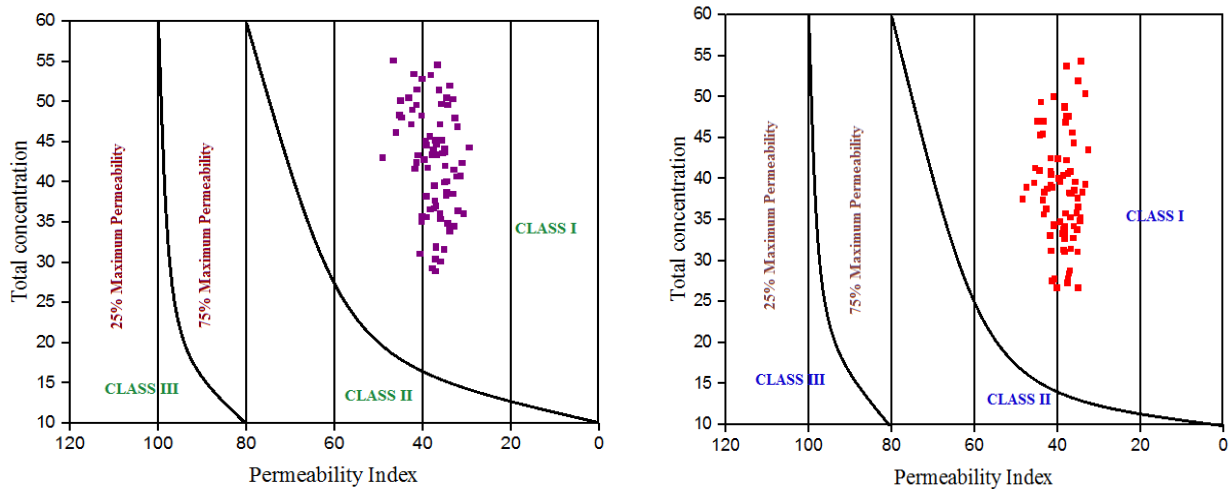 60
55
50
45
40
35
30
25
20
15
10
Total concentration
25% Maximum Permeability
75% Maximum Permeability
CLASS I
CLASS III
CLASS II
120 100 80 60 40 20 0
Permeability Index
60
55
50
45
40
35
30
25
20
15
10
Total concentration
25% Maximum Permeability
75% Maximum Permeability
CLASS I
CLASS III
CLASS II
120 100 80 60 40 20 0
Permeability Index